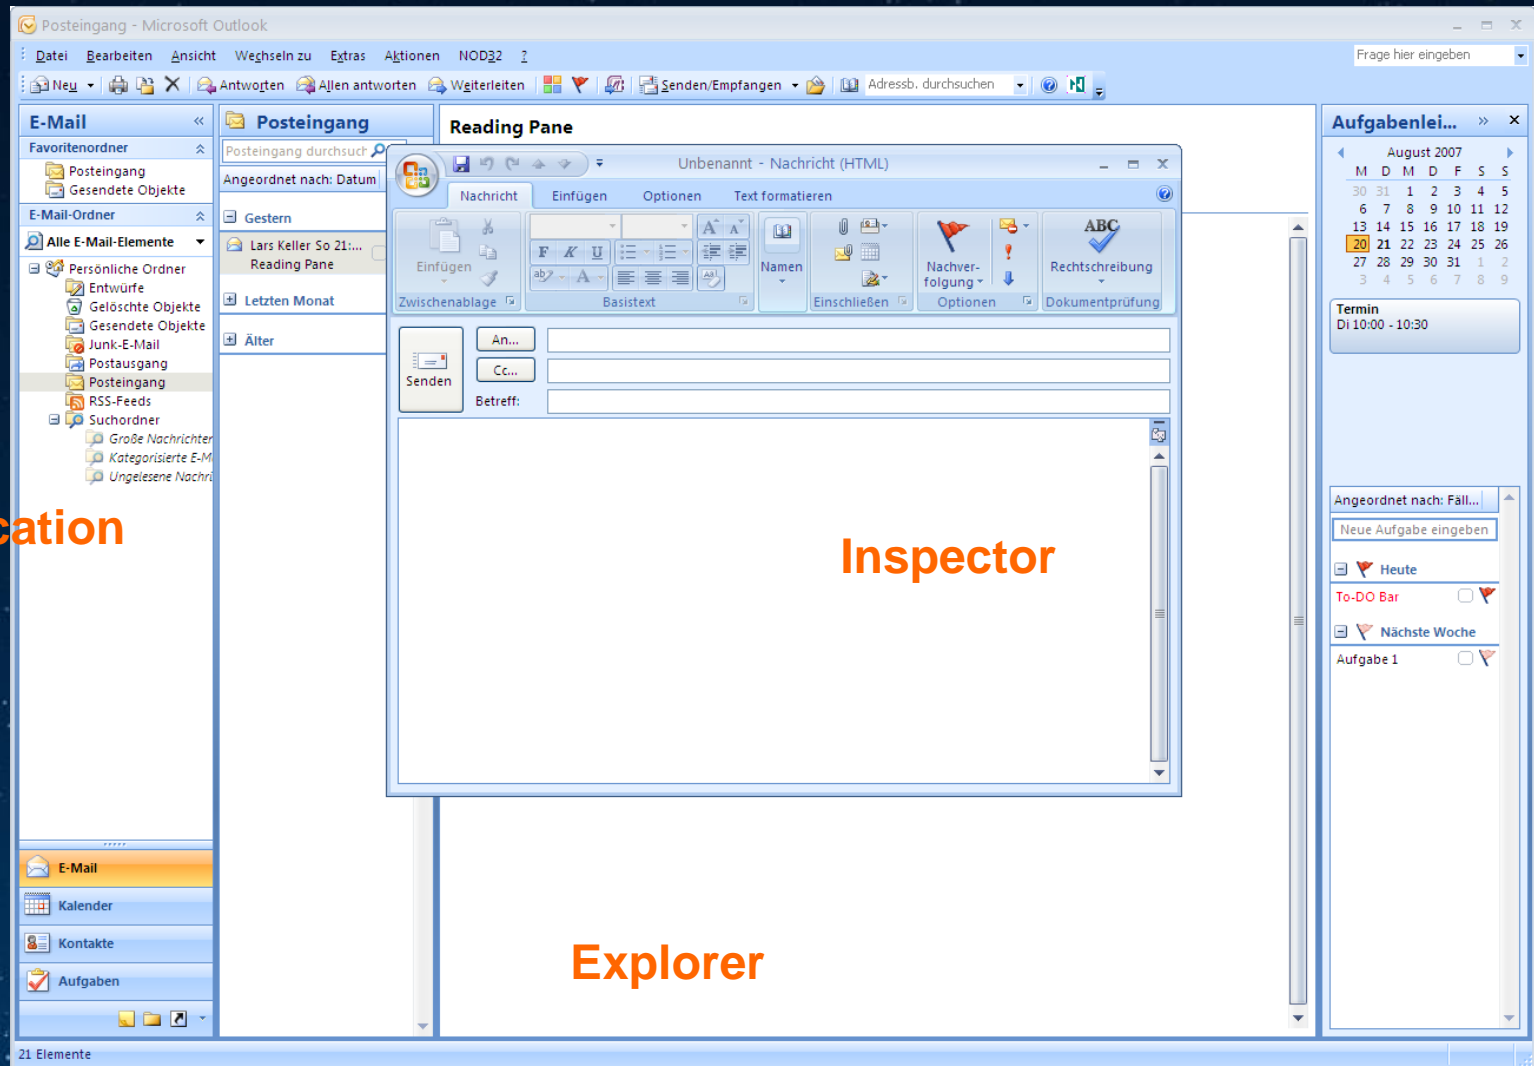 Posteingang - Microsoft Outlook
Datei Bearbeiten Ansicht Wechseln zu Extras Aktionen NOD32 ?
Frage hier eingeben
Neu Antworten Allen antworten Weiterleiten Senden/Empfangen Adressb. durchsuchen
E-Mail
Favoritenordner
Posteingang
Gesendete Objekte
E-Mail-Ordner
Alle E-Mail-Elemente
Persönliche Ordner
Entwürfe
Gelöschte Objekte
Gesendete Objekte
Junk-E-Mail
Postausgang
Posteingang
RSS-Feeds
Suchordner
Große Nachrichten
Kategorisierte E-M
Ungelesene Nachri
cation
E-Mail
Kalender
Kontakte
Aufgaben
21 Elemente
Posteingang
Posteingang durchsuch
Angeordnet nach: Datum
Gestern
Lars Keller So 21:...
Reading Pane
Letzten Monat
Älter
Reading Pane
Unbenannt - Nachricht (HTML)
Nachricht Einfügen Optionen Text formatieren
Einfügen
Zwischenablage
F K U
ab A Aa
A A
Basistext
Namen
Einschließen
Nachver-
folgung
Optionen
ABC
Rechtschreibung
Dokumentprüfung
Senden
An...
Cc...
Betreff:
Inspector
Explorer
Aufgabenlei...
August 2007
M D M D F S S
30 31 1 2 3 4 5
6 7 8 9 10 11 12
13 14 15 16 17 18 19
20 21 22 23 24 25 26
27 28 29 30 31 1 2
3 4 5 6 7 8 9
Termin
Di 10:00 - 10:30
Angeordnet nach: Fäll...
Neue Aufgabe eingeben
Heute
To-DO Bar
Nächste Woche
Aufgabe 1